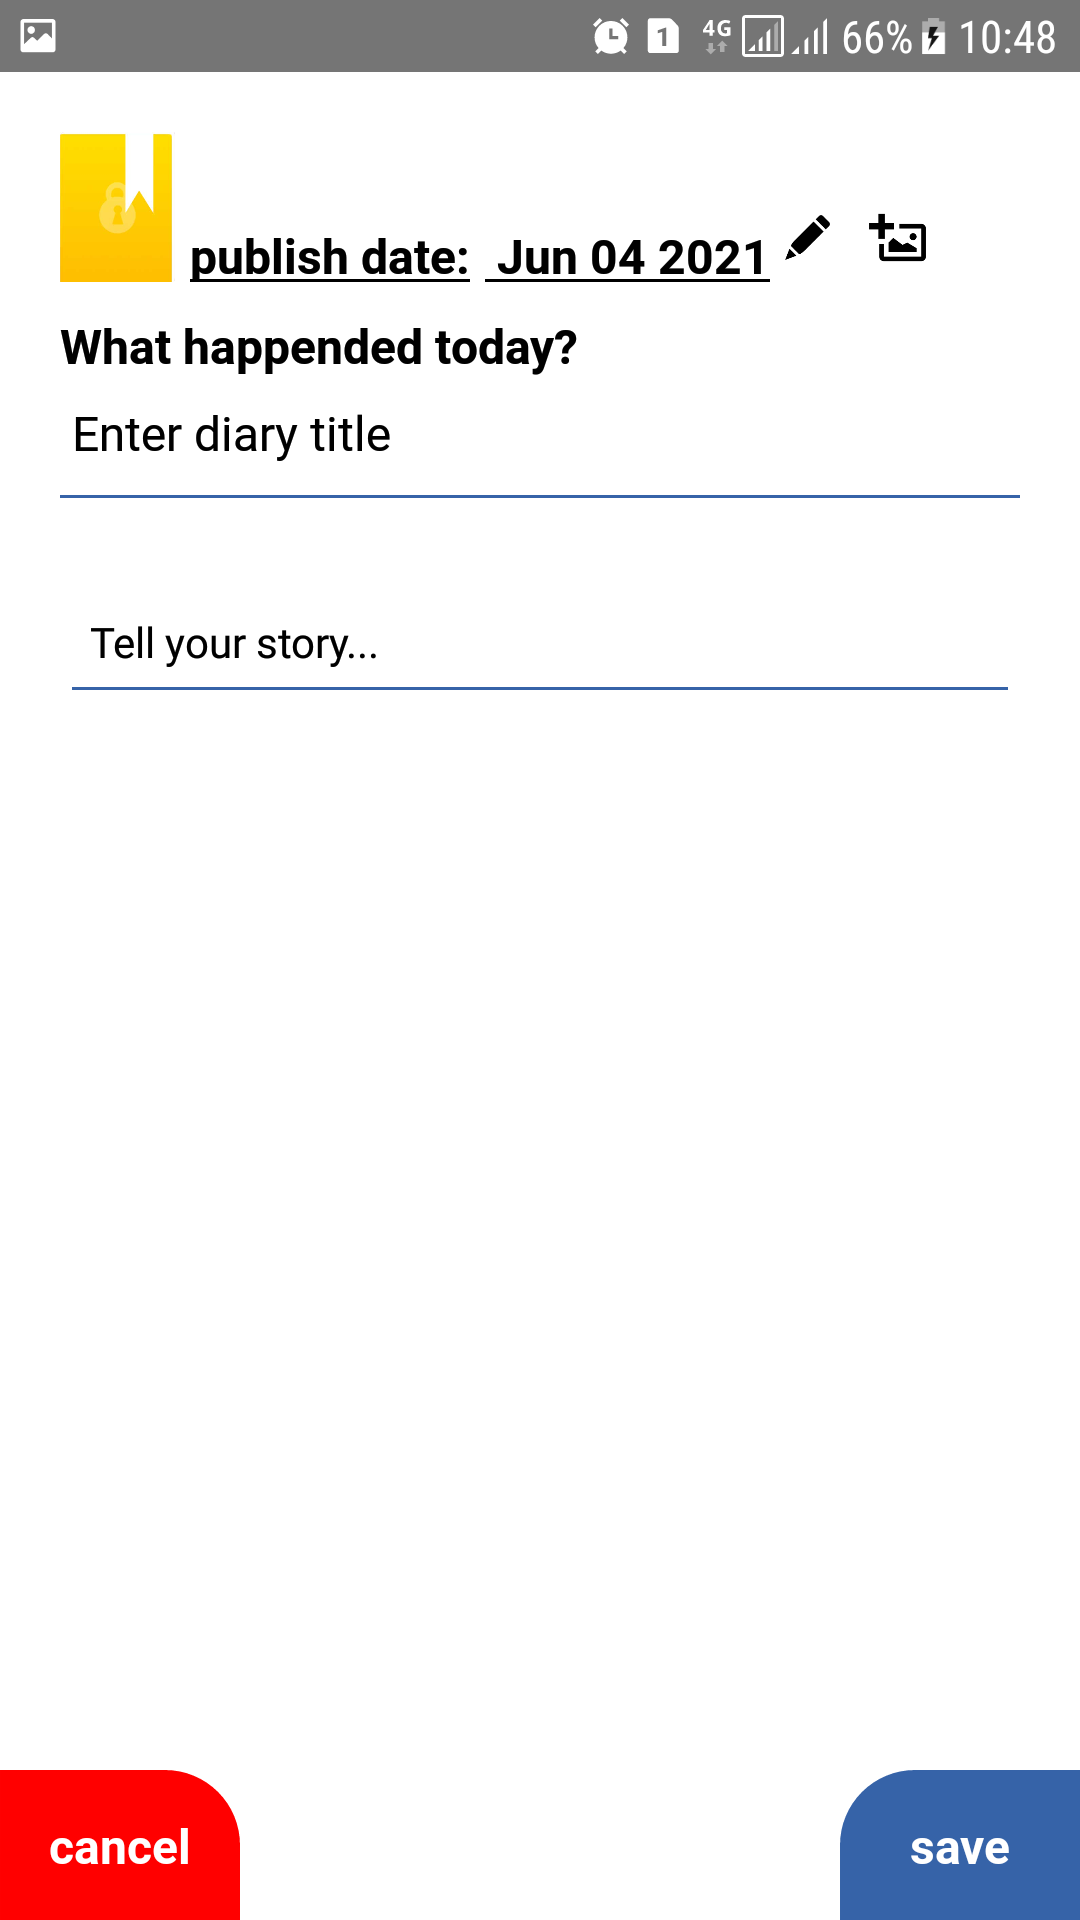 1 4G 66% 10:48
publish date: Jun 04 2021
What happended today?
Enter diary title
Tell your story...
cancel
save